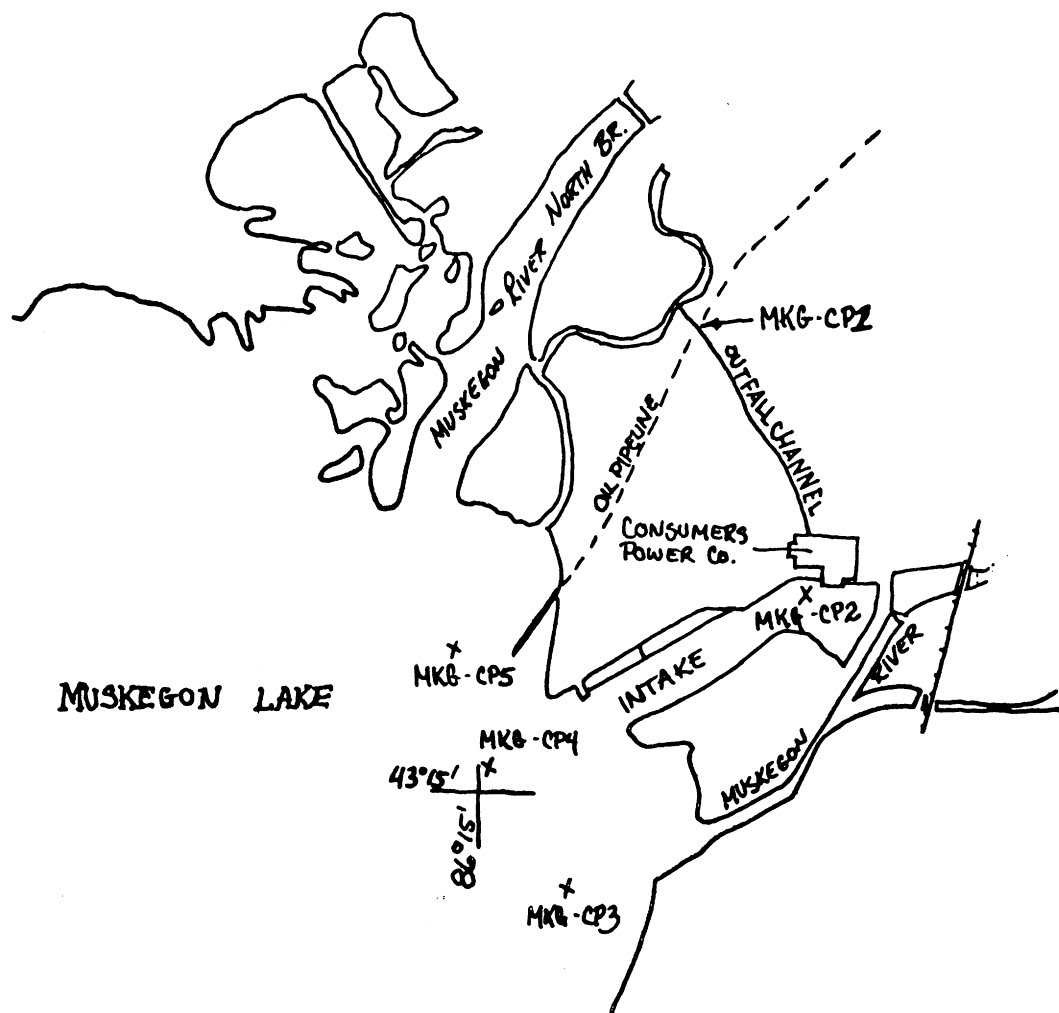 RIVER NORTH BR.
MUSKEGON
MKG-CP1
OUTFALL CHANNEL
OIL PIPELINE
CONSUMERS
POWER CO.
MKG-CP2
RIVER
MKG-CP5
INTAKE
MUSKEGON LAKE
MKG-CP4
MUSKEGON
43°15'
86°15'
MKG-CP3